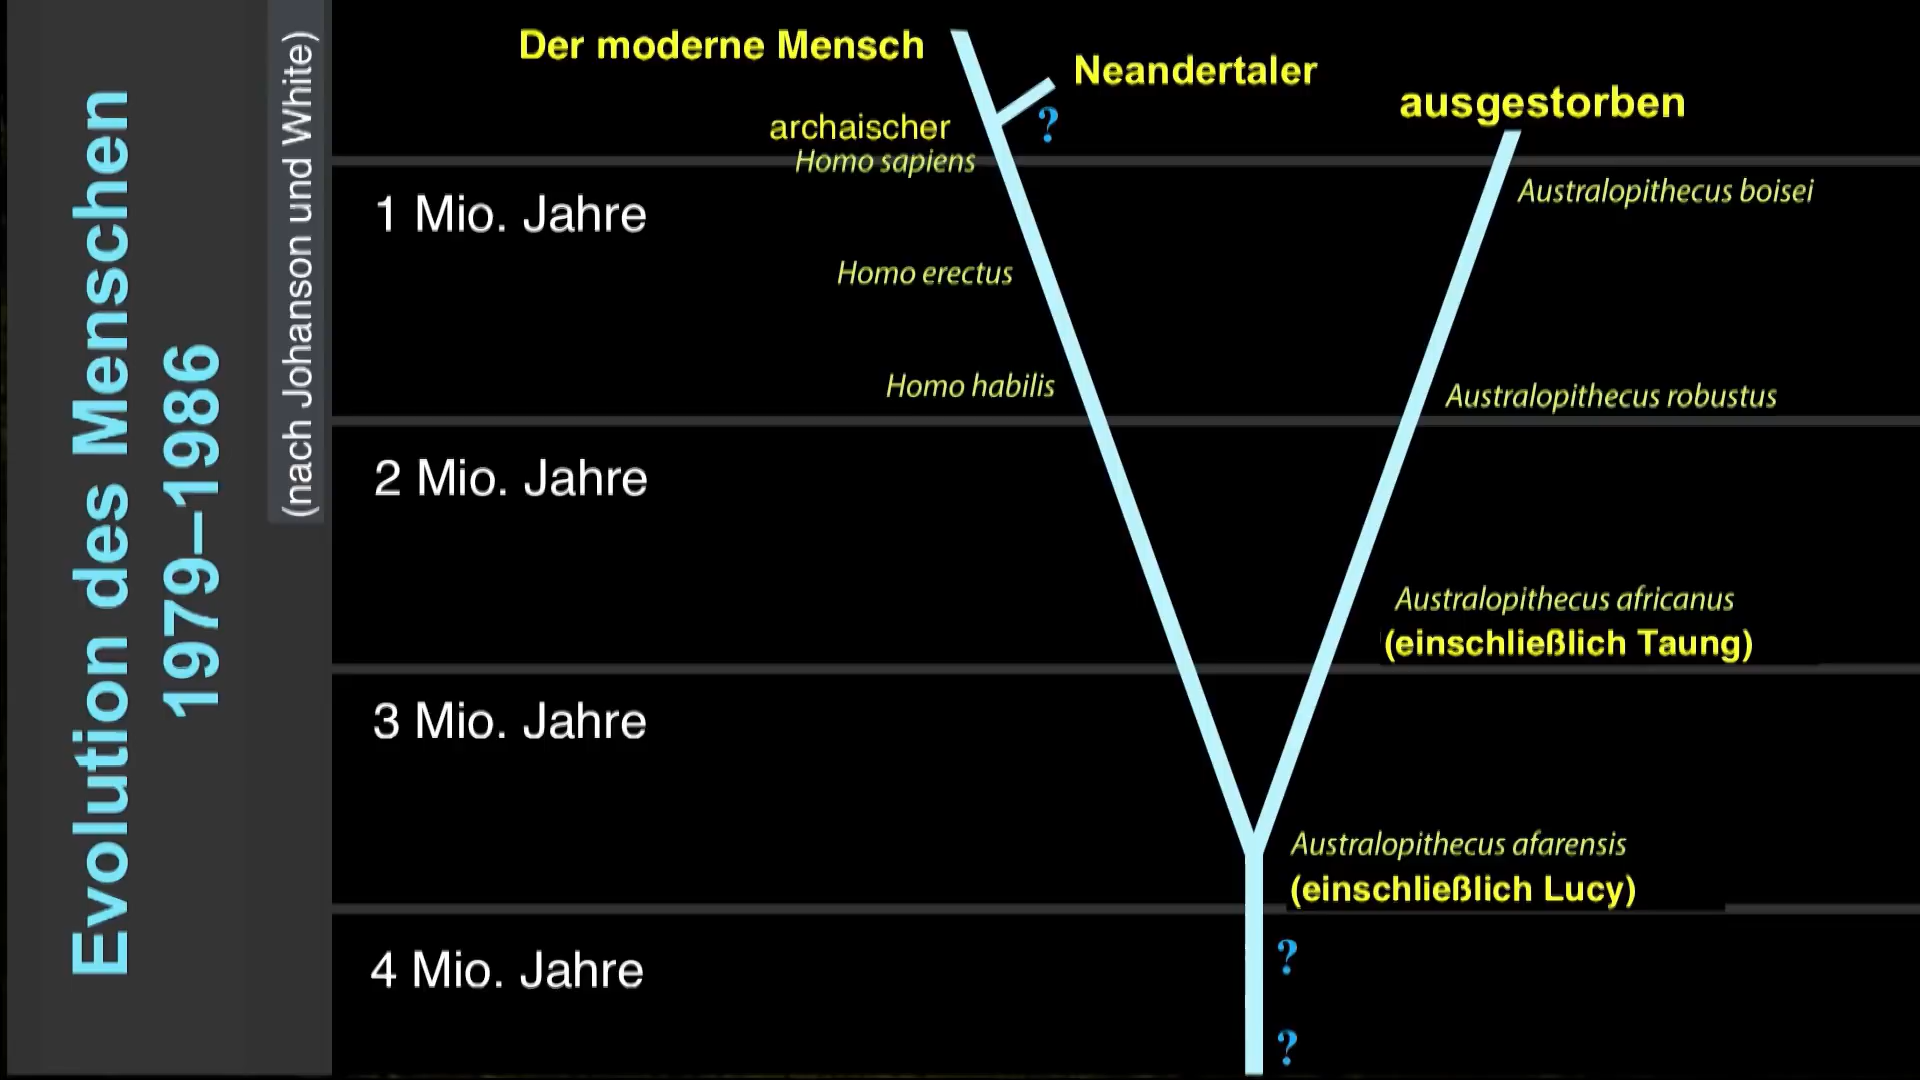 Evolution des Menschen
1979–1986
(nach Johanson und White)
Der moderne Mensch
Neandertaler
ausgestorben
archaischer
?
Homo sapiens
Australopithecus boisei
1 Mio. Jahre
Homo erectus
Homo habilis
Australopithecus robustus
2 Mio. Jahre
Australopithecus africanus
(einschließlich Taung)
3 Mio. Jahre
Australopithecus afarensis
(einschließlich Lucy)
?
4 Mio. Jahre
?